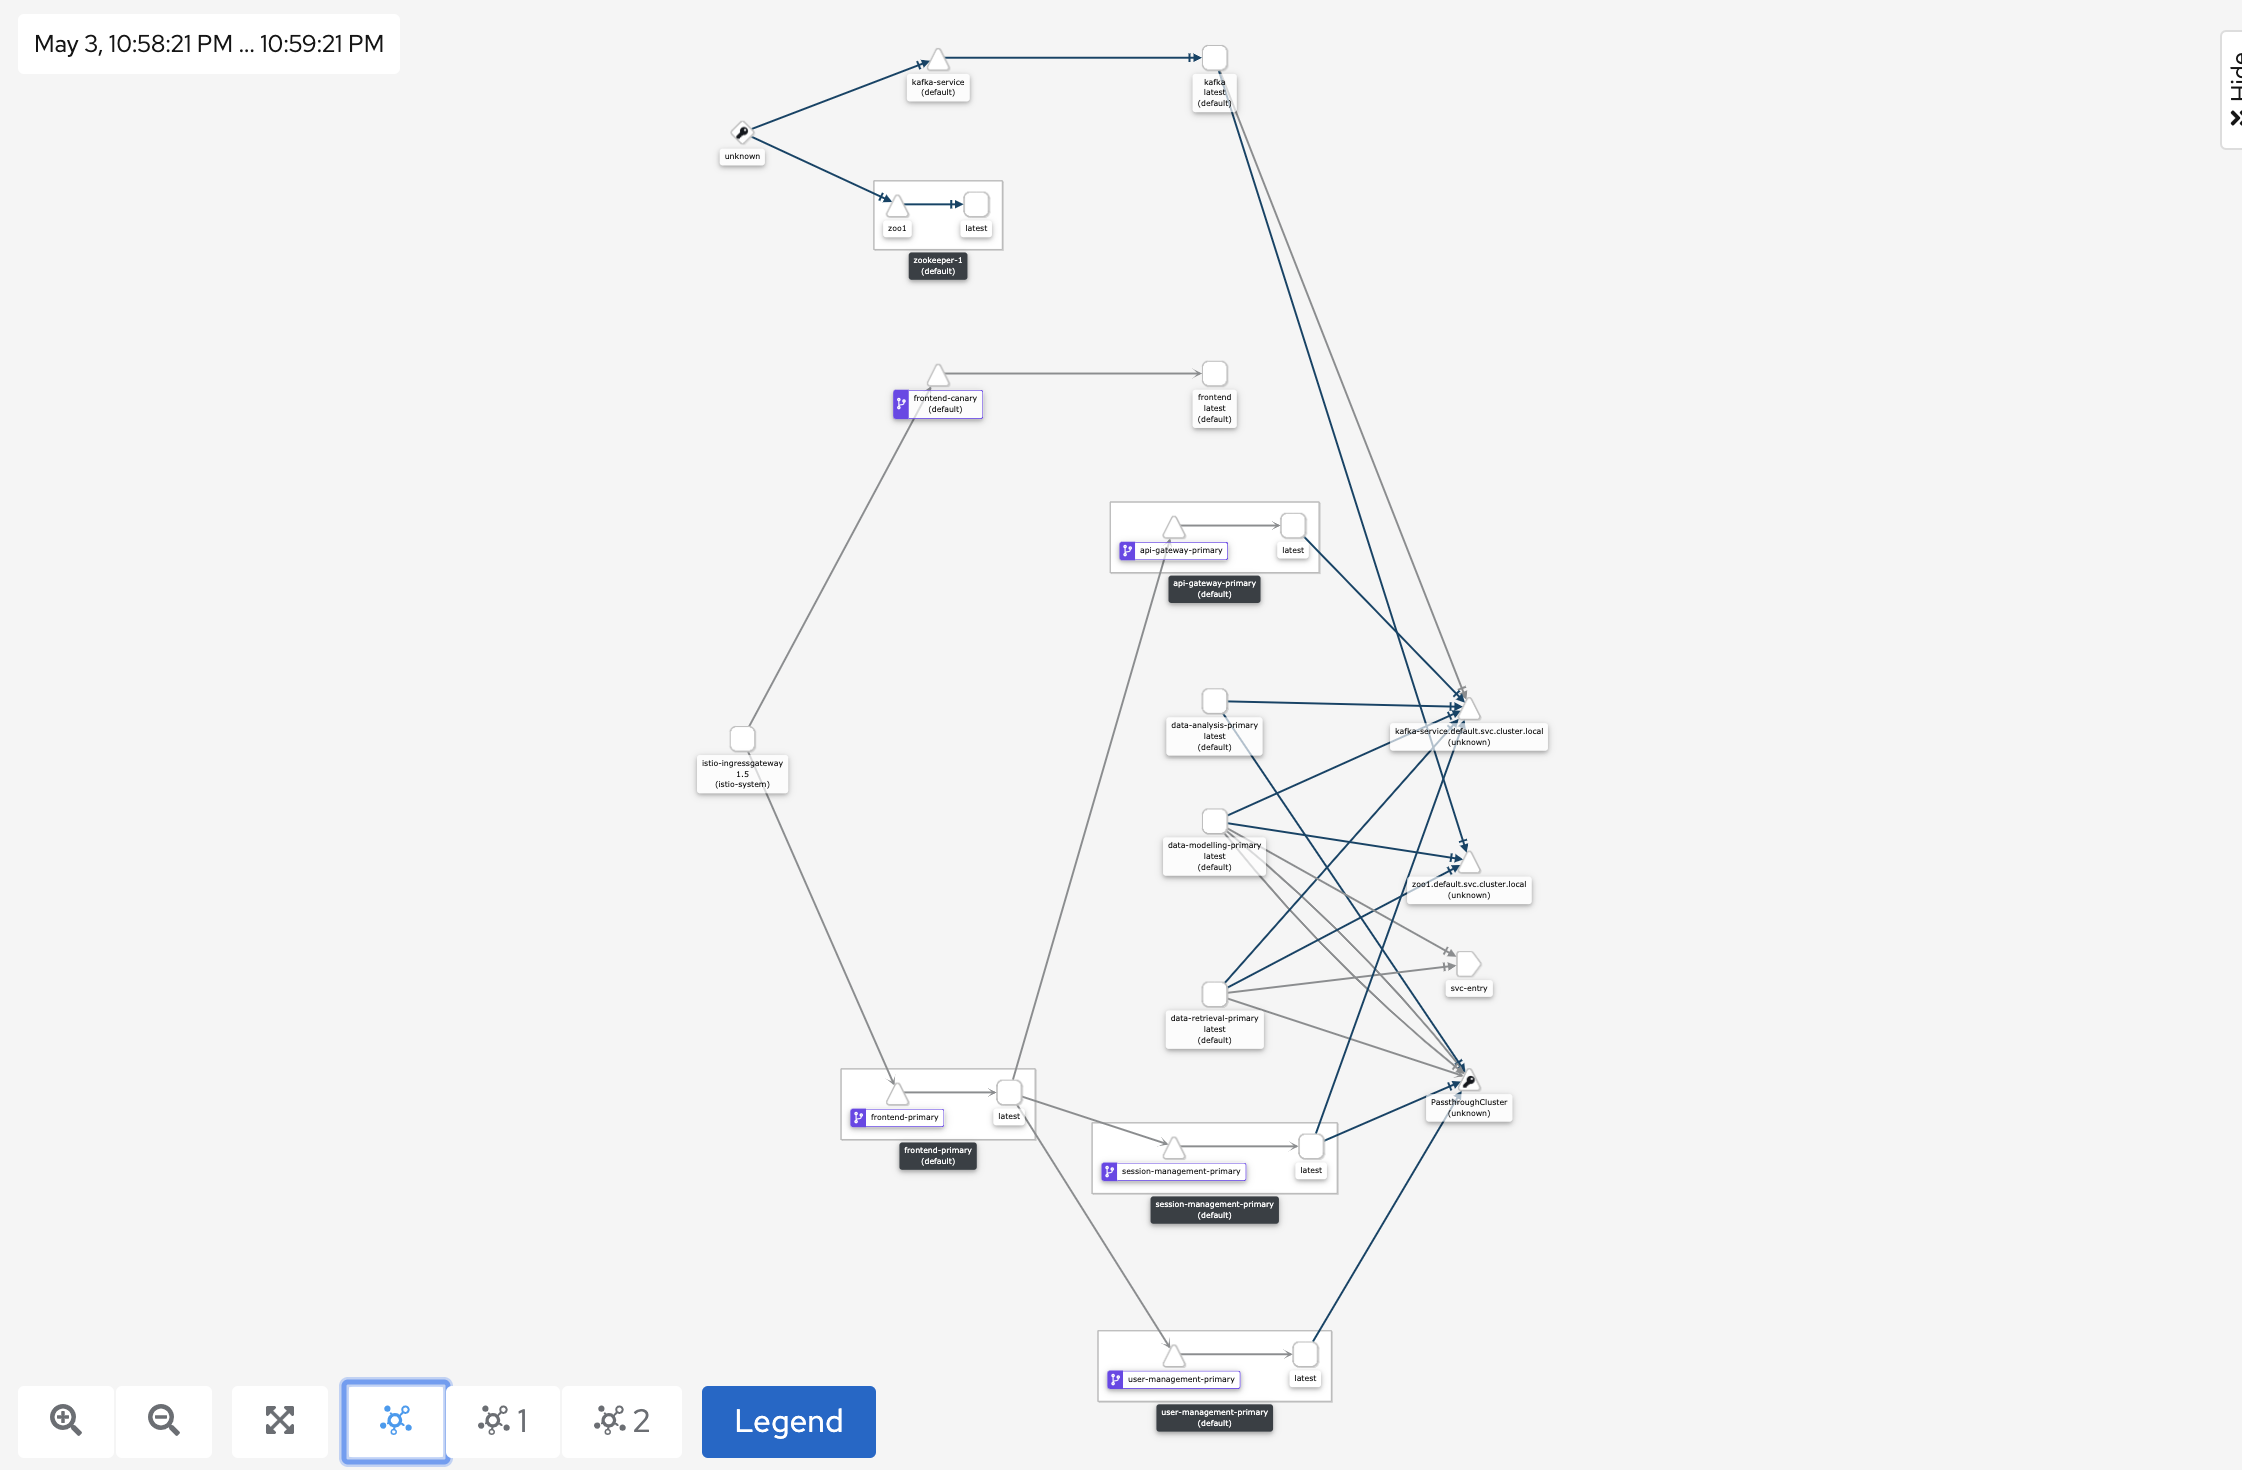 May 3, 10:58:21 PM ... 10:59:21 PM
Hide
kafka-service
(default)
kafka
latest
(default)
unknown
zoo1
latest
zookeeper-1
(default)
frontend-canary
(default)
frontend
latest
(default)
api-gateway-primary
latest
api-gateway-primary
(default)
data-analysis-primary
latest
(default)
kafka-service.default.svc.cluster.local
(unknown)
istio-ingressgateway
1.5
(istio-system)
data-modelling-primary
latest
(default)
zoo1.default.svc.cluster.local
(unknown)
svc-entry
data-retrieval-primary
latest
(default)
PassthroughCluster
(unknown)
frontend-primary
latest
frontend-primary
(default)
session-management-primary
latest
session-management-primary
(default)
user-management-primary
latest
user-management-primary
(default)
1
2
Legend